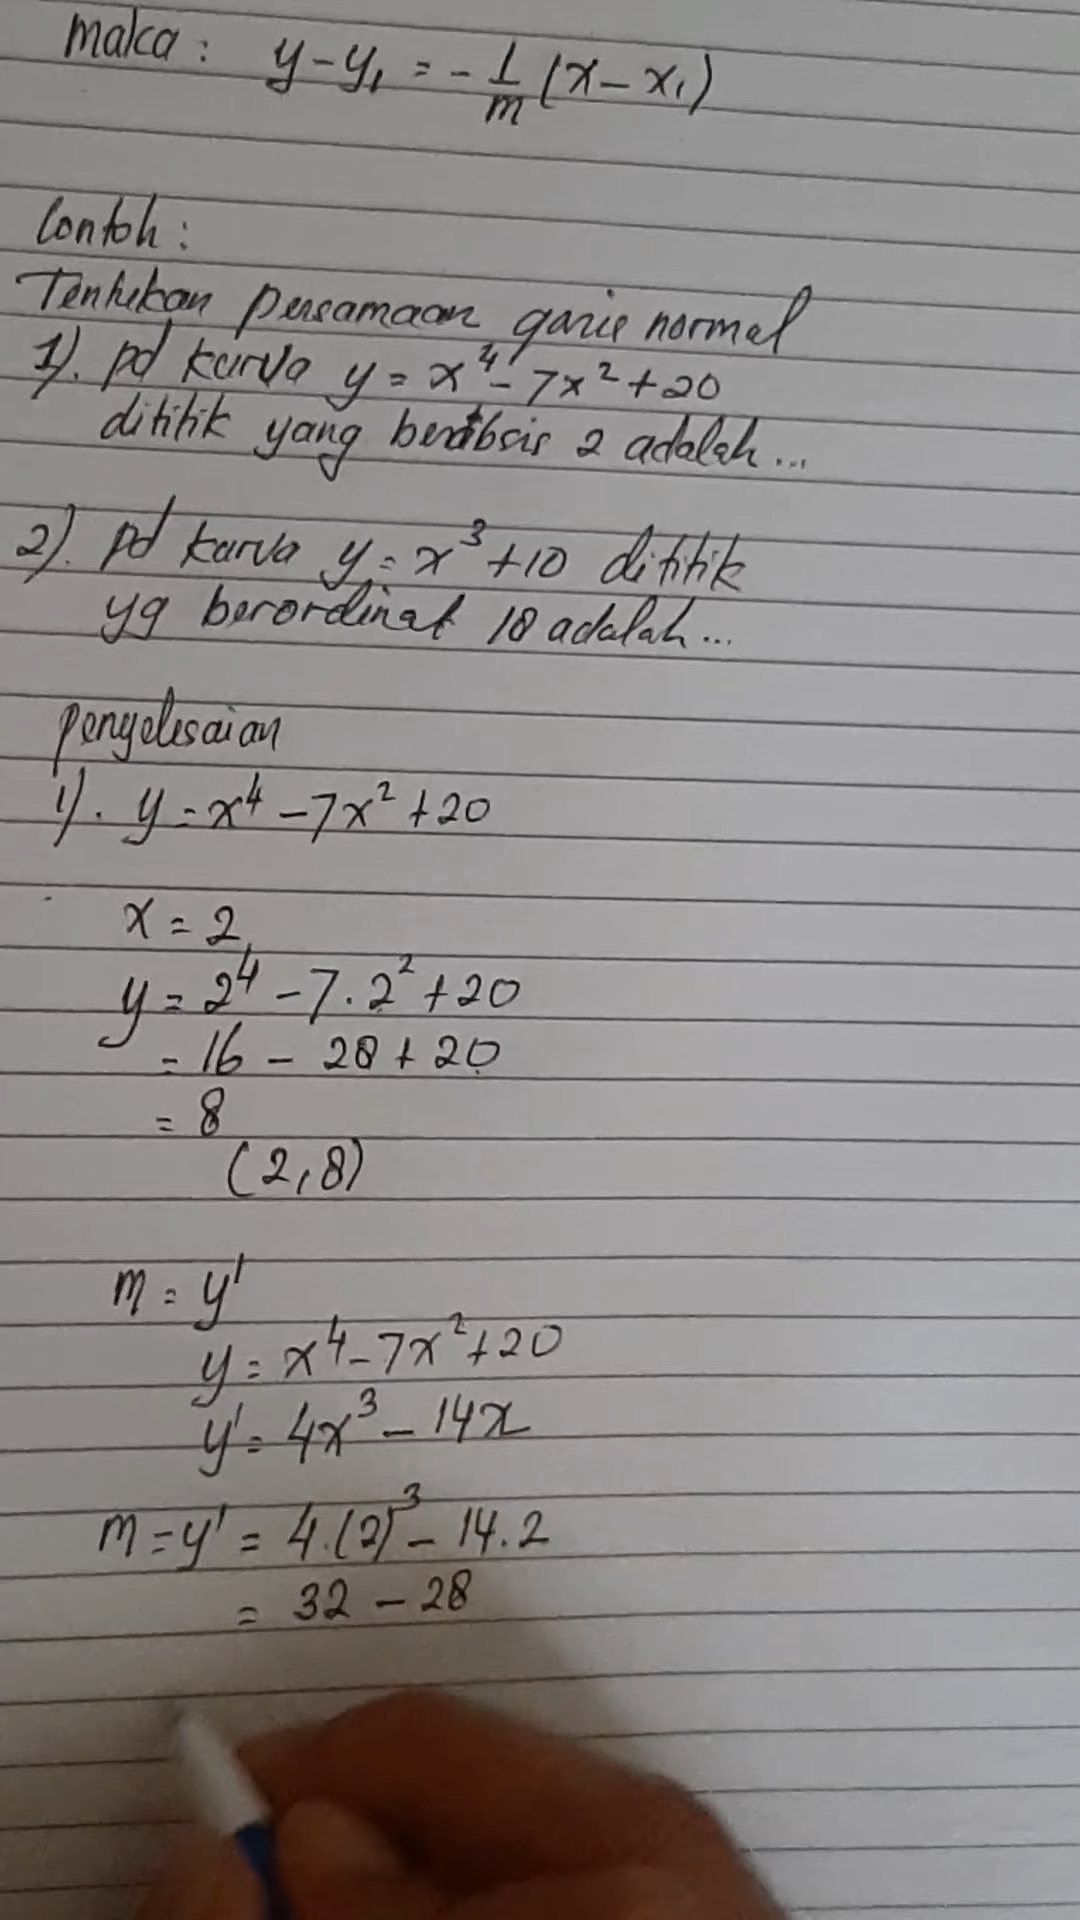 maka : y - y₁ = - 1/m (x - x₁)
Contoh :
Tentukan persamaan garis normal
1). pd kurva y = x⁴ - 7x² + 20
dititik yang berabsis 2 adalah ...
2). pd kurva y = x³ + 10 dititik
yg berordinat 18 adalah ...
penyelesaian
1). y = x⁴ - 7x² + 20
x = 2
y = 2⁴ - 7.2² + 20
= 16 - 28 + 20
= 8
(2,8)
m = y'
y = x⁴ - 7x² + 20
y' = 4x³ - 14x
m = y' = 4.(2)³ - 14.2
= 32 - 28